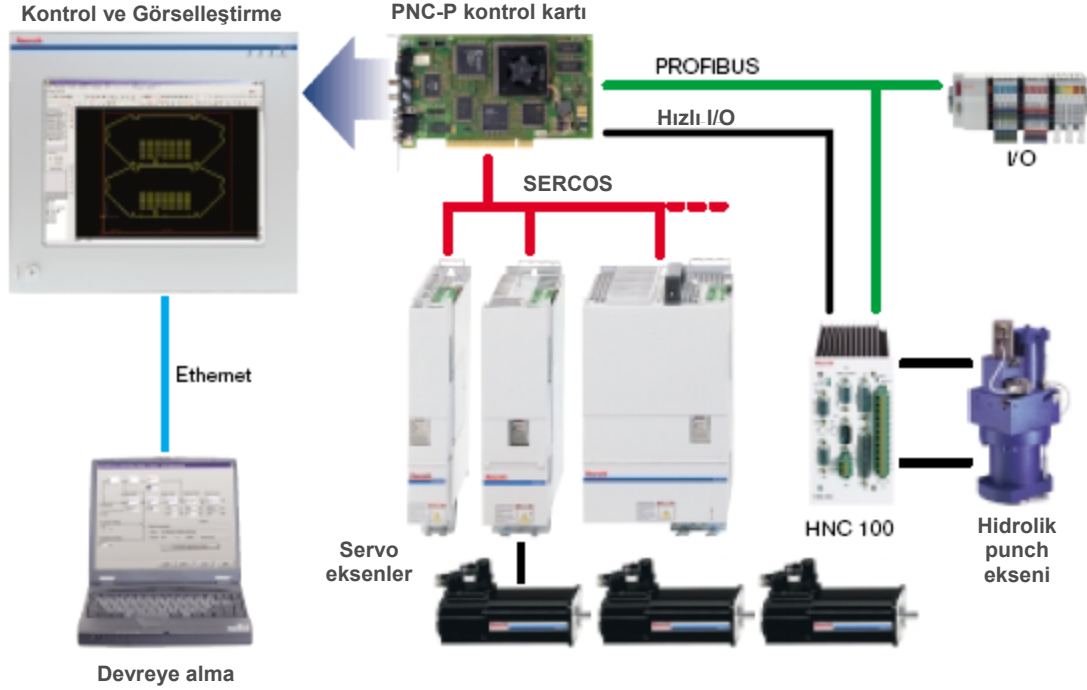 Kontrol ve Görselleştirme
PNC-P kontrol kartı
PROFIBUS
Hızlı I/O
I/O
SERCOS
Ethernet
HNC 100
Hidrolik
punch
ekseni
Servo
eksenler
Devreye alma